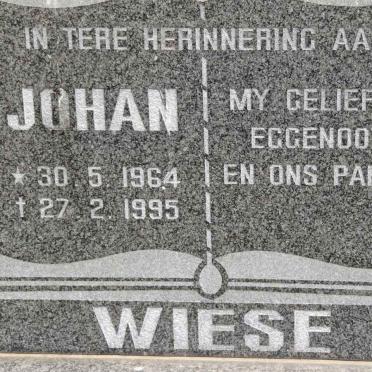 IN TERE HERINNERING AA
JOHAN
* 30. 5. 1964
† 27. 2. 1995
MY GELIEF
EGGENOO
EN ONS PA
WIESE